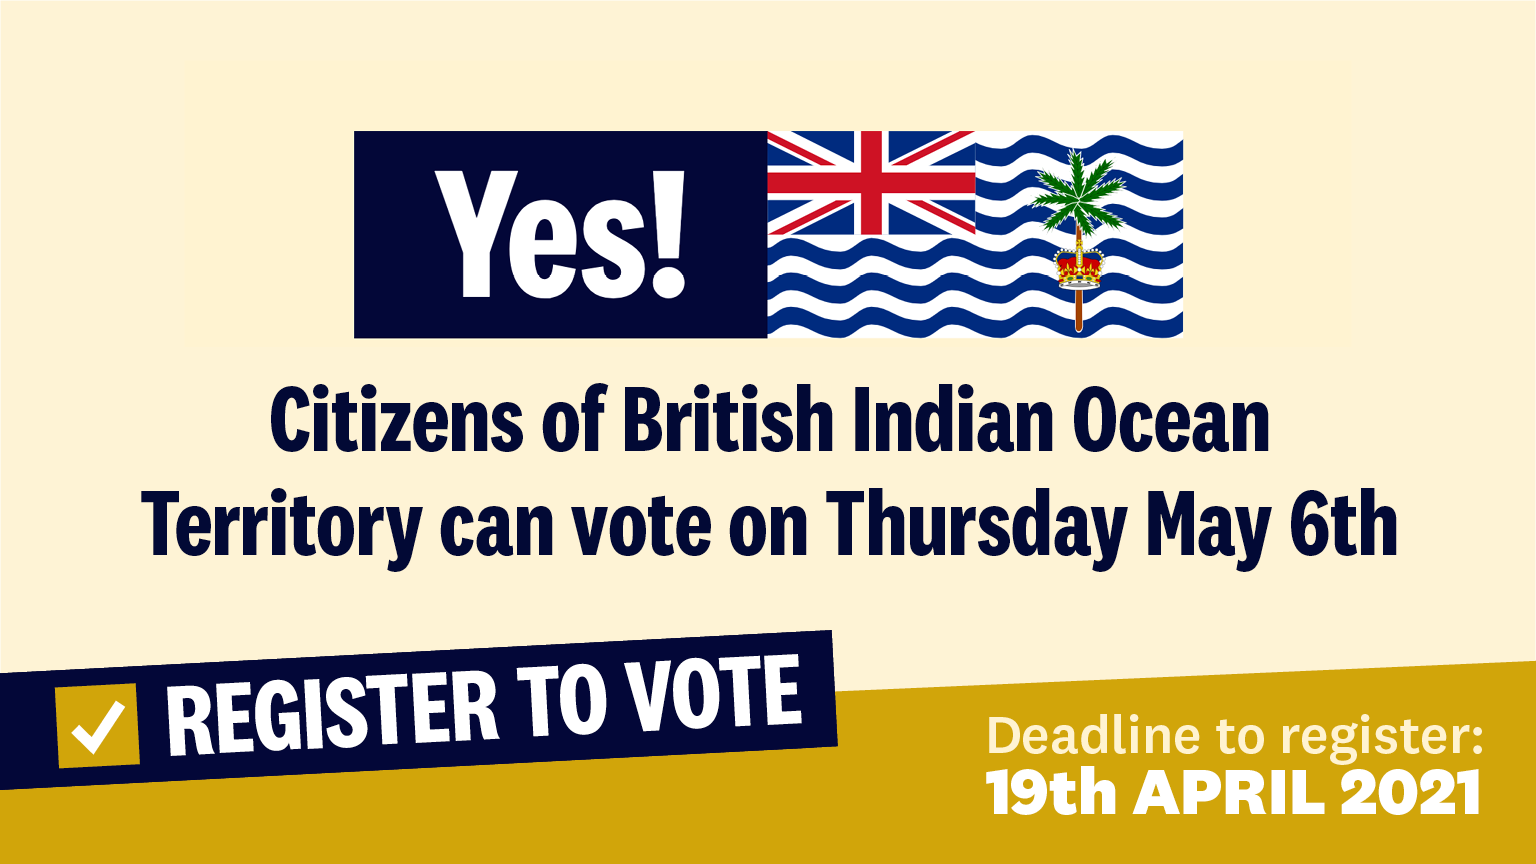 Yes!
Citizens of British Indian Ocean
Territory can vote on Thursday May 6th
REGISTER TO VOTE
Deadline to register:
19th APRIL 2021